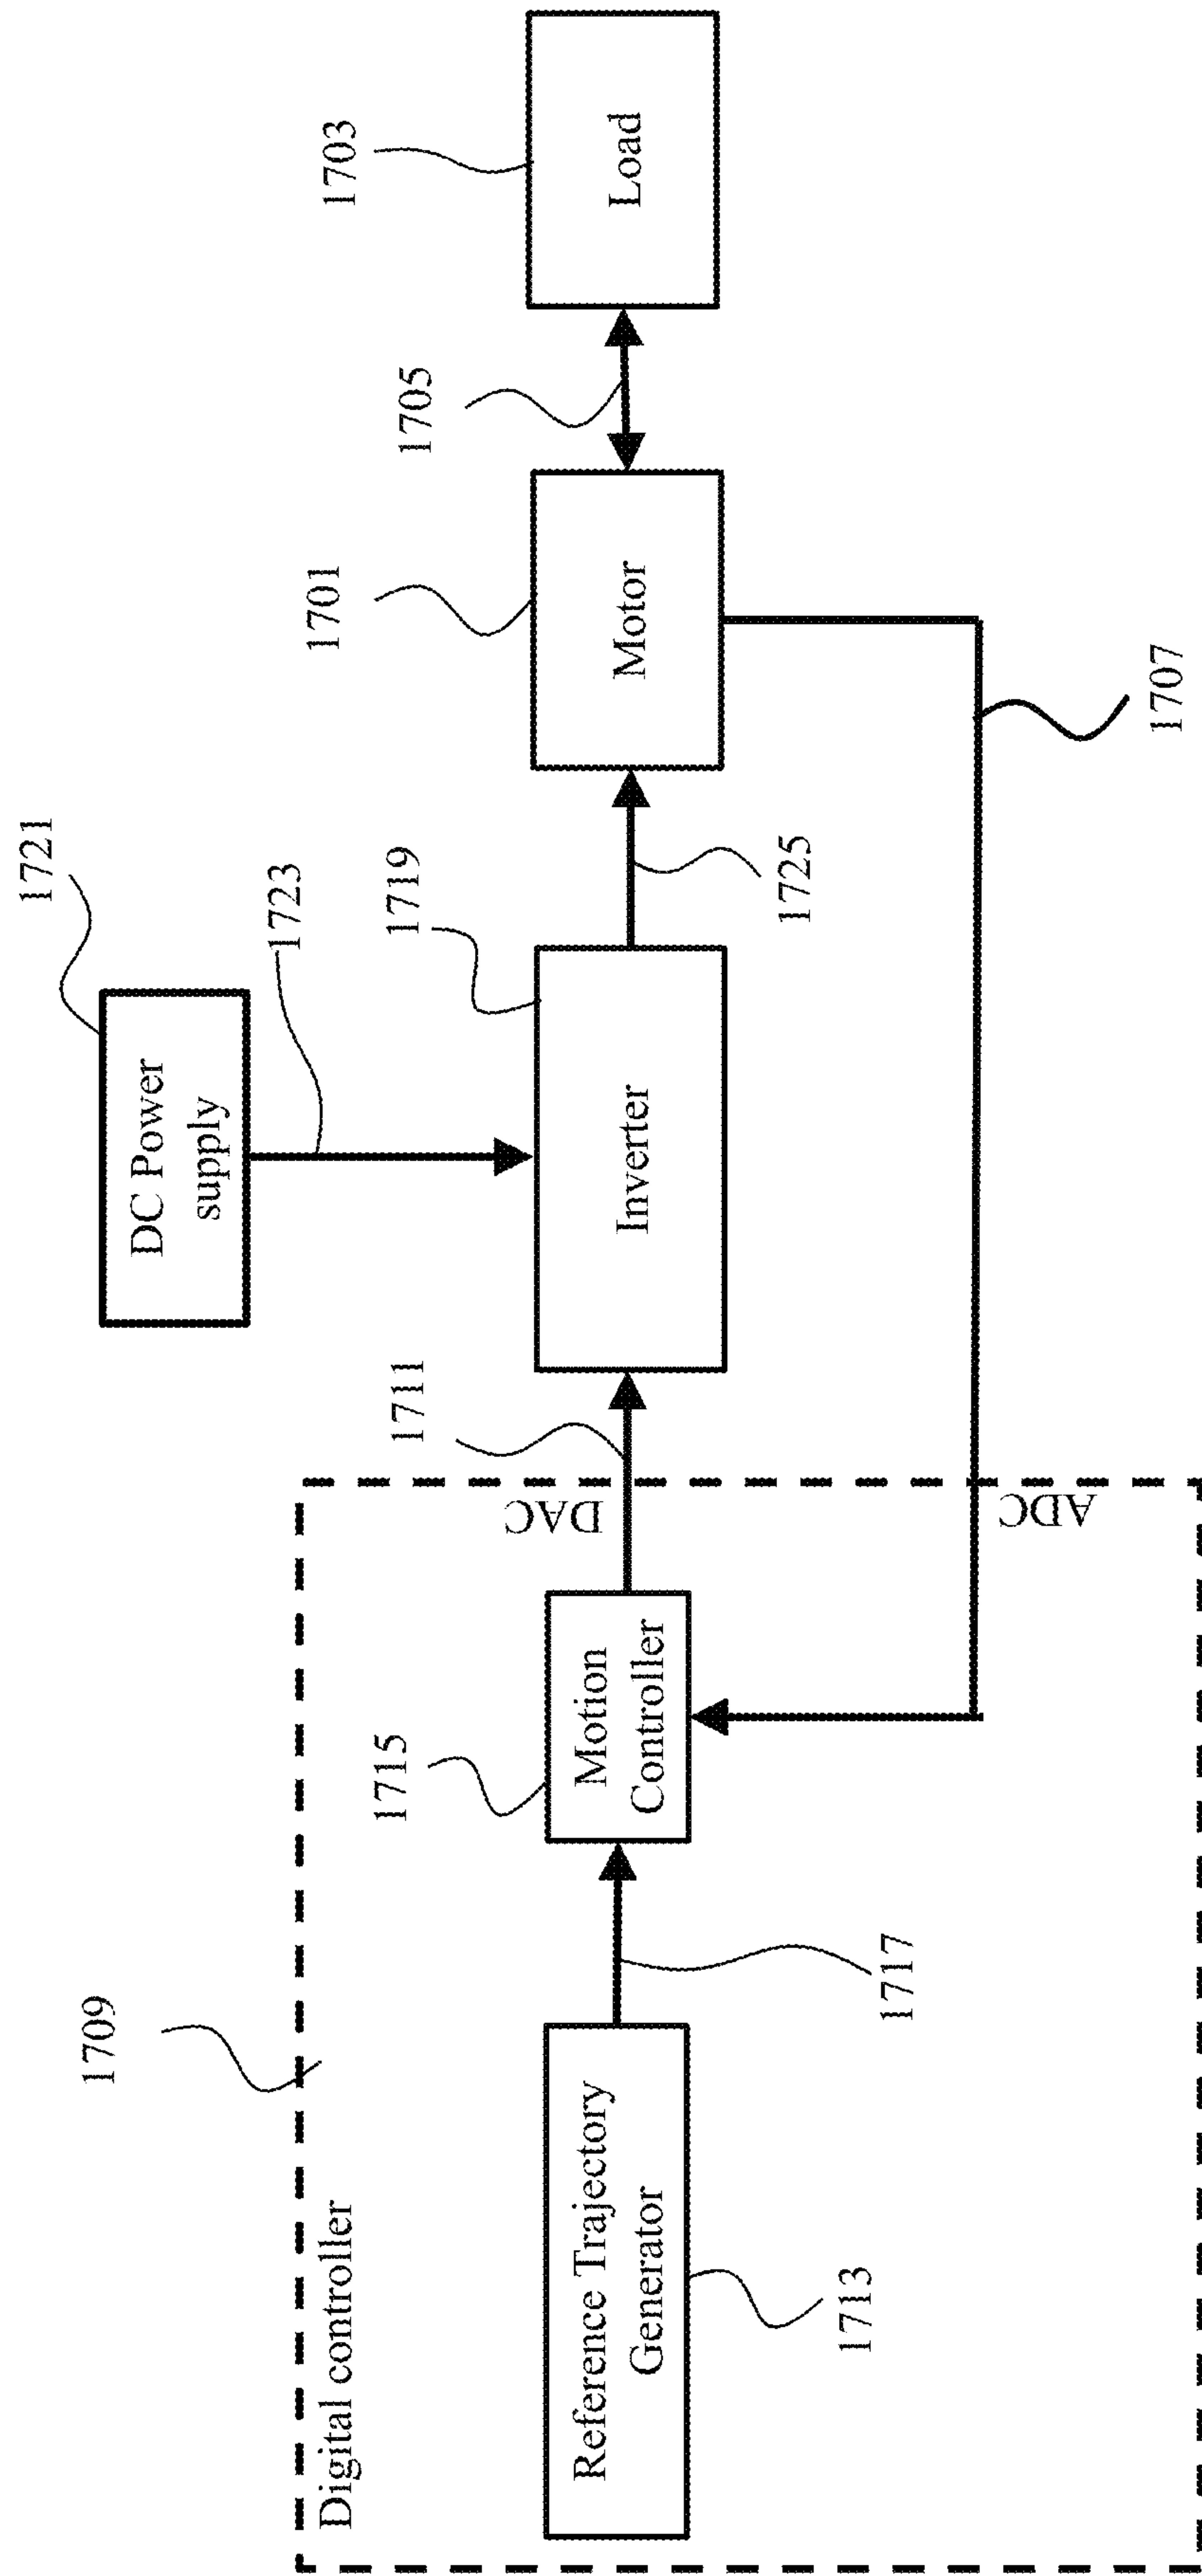 1721
DC Power
supply
1723
1709
Digital controller
1715
1711
1719
1701
1705
1703
Reference Trajectory
Generator
Motion
Controller
DAC
Inverter
Motor
Load
1713
1717
ADC
1725
1707